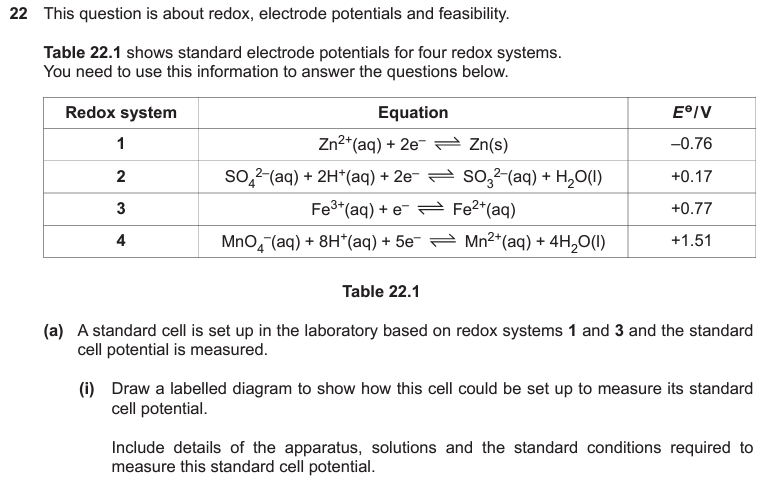 22 This question is about redox, electrode potentials and feasibility.
Table 22.1 shows standard electrode potentials for four redox systems.
You need to use this information to answer the questions below.
Redox system Equation E⦵/V
1 Zn²⁺(aq) + 2e⁻ ⇌ Zn(s) –0.76
2 SO₄²⁻(aq) + 2H⁺(aq) + 2e⁻ ⇌ SO₃²⁻(aq) + H₂O(l) +0.17
3 Fe³⁺(aq) + e⁻ ⇌ Fe²⁺(aq) +0.77
4 MnO₄⁻(aq) + 8H⁺(aq) + 5e⁻ ⇌ Mn²⁺(aq) + 4H₂O(l) +1.51
Table 22.1
(a) A standard cell is set up in the laboratory based on redox systems 1 and 3 and the standard
cell potential is measured.
(i) Draw a labelled diagram to show how this cell could be set up to measure its standard
cell potential.
Include details of the apparatus, solutions and the standard conditions required to
measure this standard cell potential.